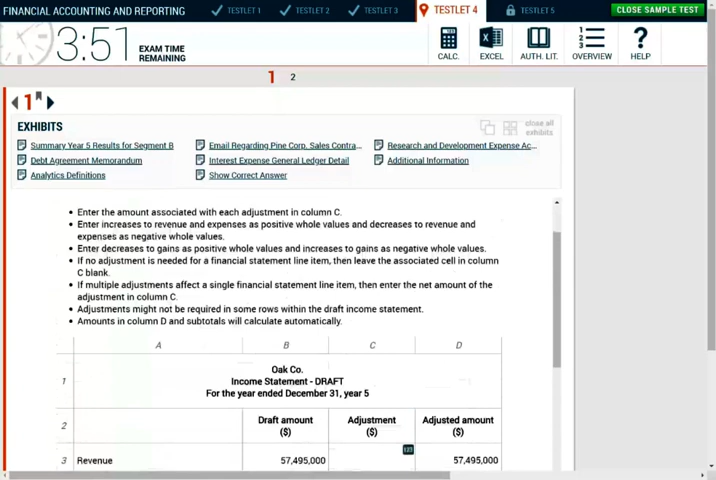 FINANCIAL ACCOUNTING AND REPORTING
TESTLET 1
TESTLET 2
TESTLET 3
TESTLET 4
TESTLET 5
CLOSE SAMPLE TEST
3:51
EXAM TIME
REMAINING
CALC.
EXCEL
AUTH. LIT.
OVERVIEW
HELP
1 2
1
EXHIBITS
close all
exhibits
Summary Year 5 Results for Segment B
Email Regarding Pine Corp. Sales Contra...
Research and Development Expense Ac...
Debt Agreement Memorandum
Interest Expense General Ledger Detail
Additional Information
Analytics Definitions
Show Correct Answer
• Enter the amount associated with each adjustment in column C.
• Enter increases to revenue and expenses as positive whole values and decreases to revenue and
expenses as negative whole values.
• Enter decreases to gains as positive whole values and increases to gains as negative whole values.
• If no adjustment is needed for a financial statement line item, then leave the associated cell in column
C blank.
• If multiple adjustments affect a single financial statement line item, then enter the net amount of the
adjustment in column C.
• Adjustments might not be required in some rows within the draft income statement.
• Amounts in column D and subtotals will calculate automatically.
A B C D
Oak Co.
1 Income Statement - DRAFT
For the year ended December 31, year 5
2 Draft amount Adjustment Adjusted amount
($) ($) ($)
123
3 Revenue 57,495,000 57,495,000